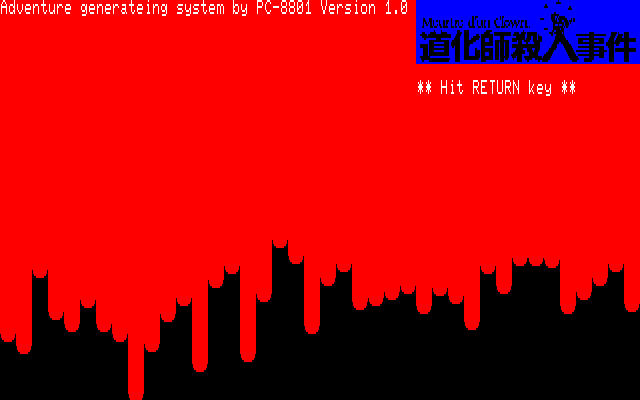 Adventure generateing system by PC-8801 Version 1.0
Meurtre d'un Clown
道化師殺人事件
** Hit RETURN key **